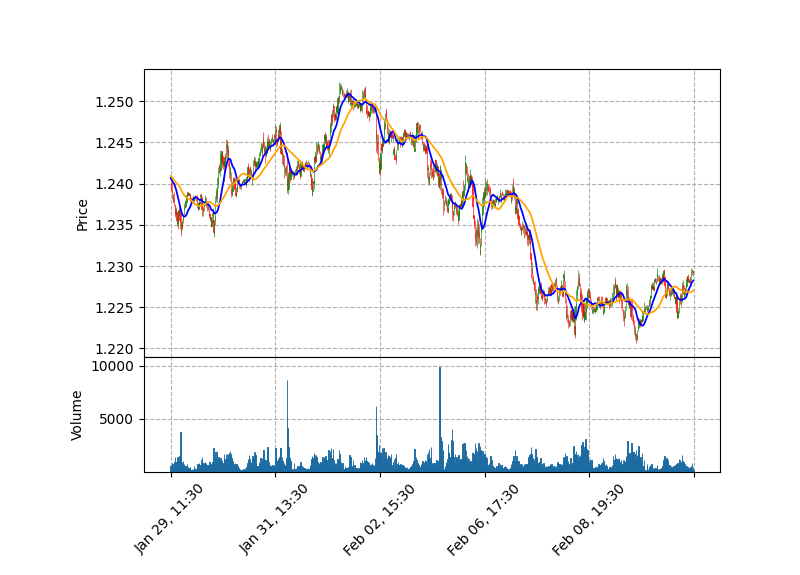 1.250
1.245
1.240
1.235
1.230
1.225
1.220
Price
10000
5000
Volume
Jan 29, 11:30
Jan 31, 13:30
Feb 02, 15:30
Feb 06, 17:30
Feb 08, 19:30